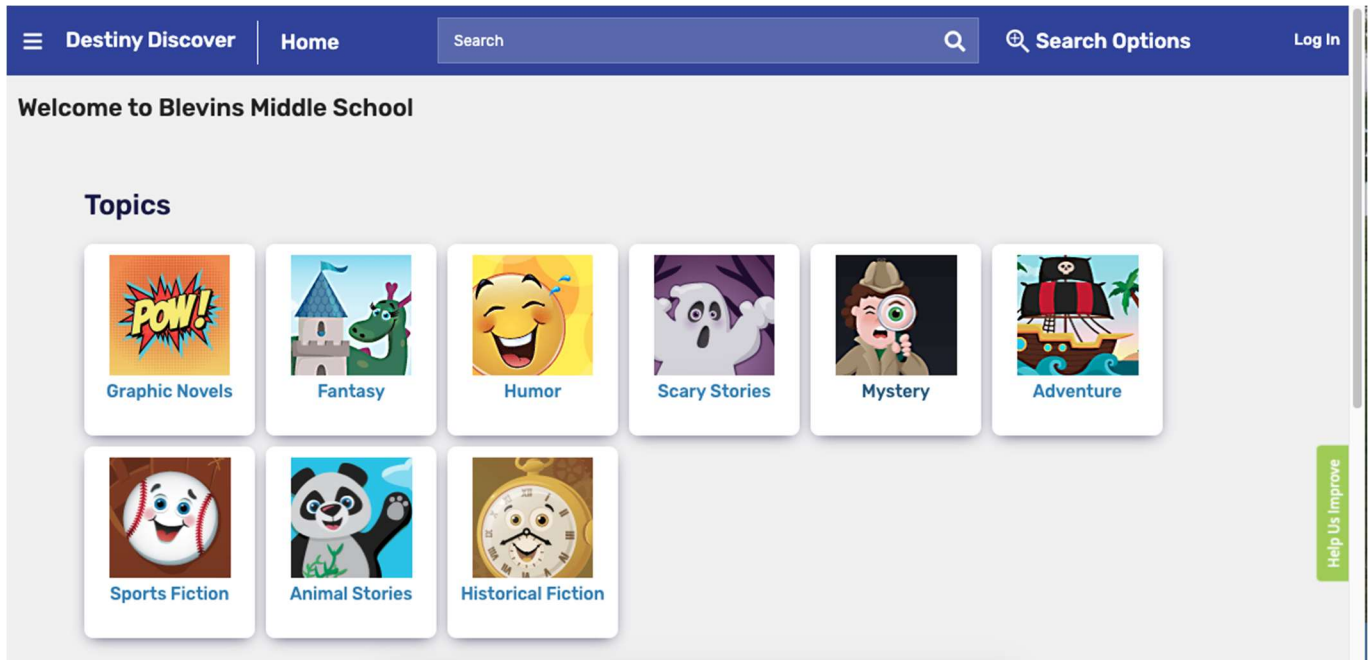 Destiny Discover
Home
Search
Search Options
Log In
Welcome to Blevins Middle School
Topics
POW!
Graphic Novels
Fantasy
Humor
Scary Stories
Mystery
Adventure
Sports Fiction
Animal Stories
Historical Fiction
Help Us Improve